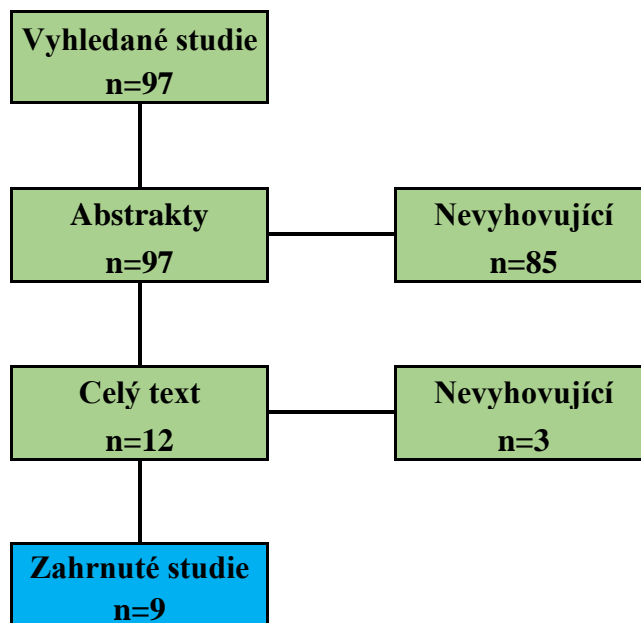 Vyhledané studie
n=97
Abstrakty
n=97
Nevyhovující
n=85
Celý text
n=12
Nevyhovující
n=3
Zahrnuté studie
n=9